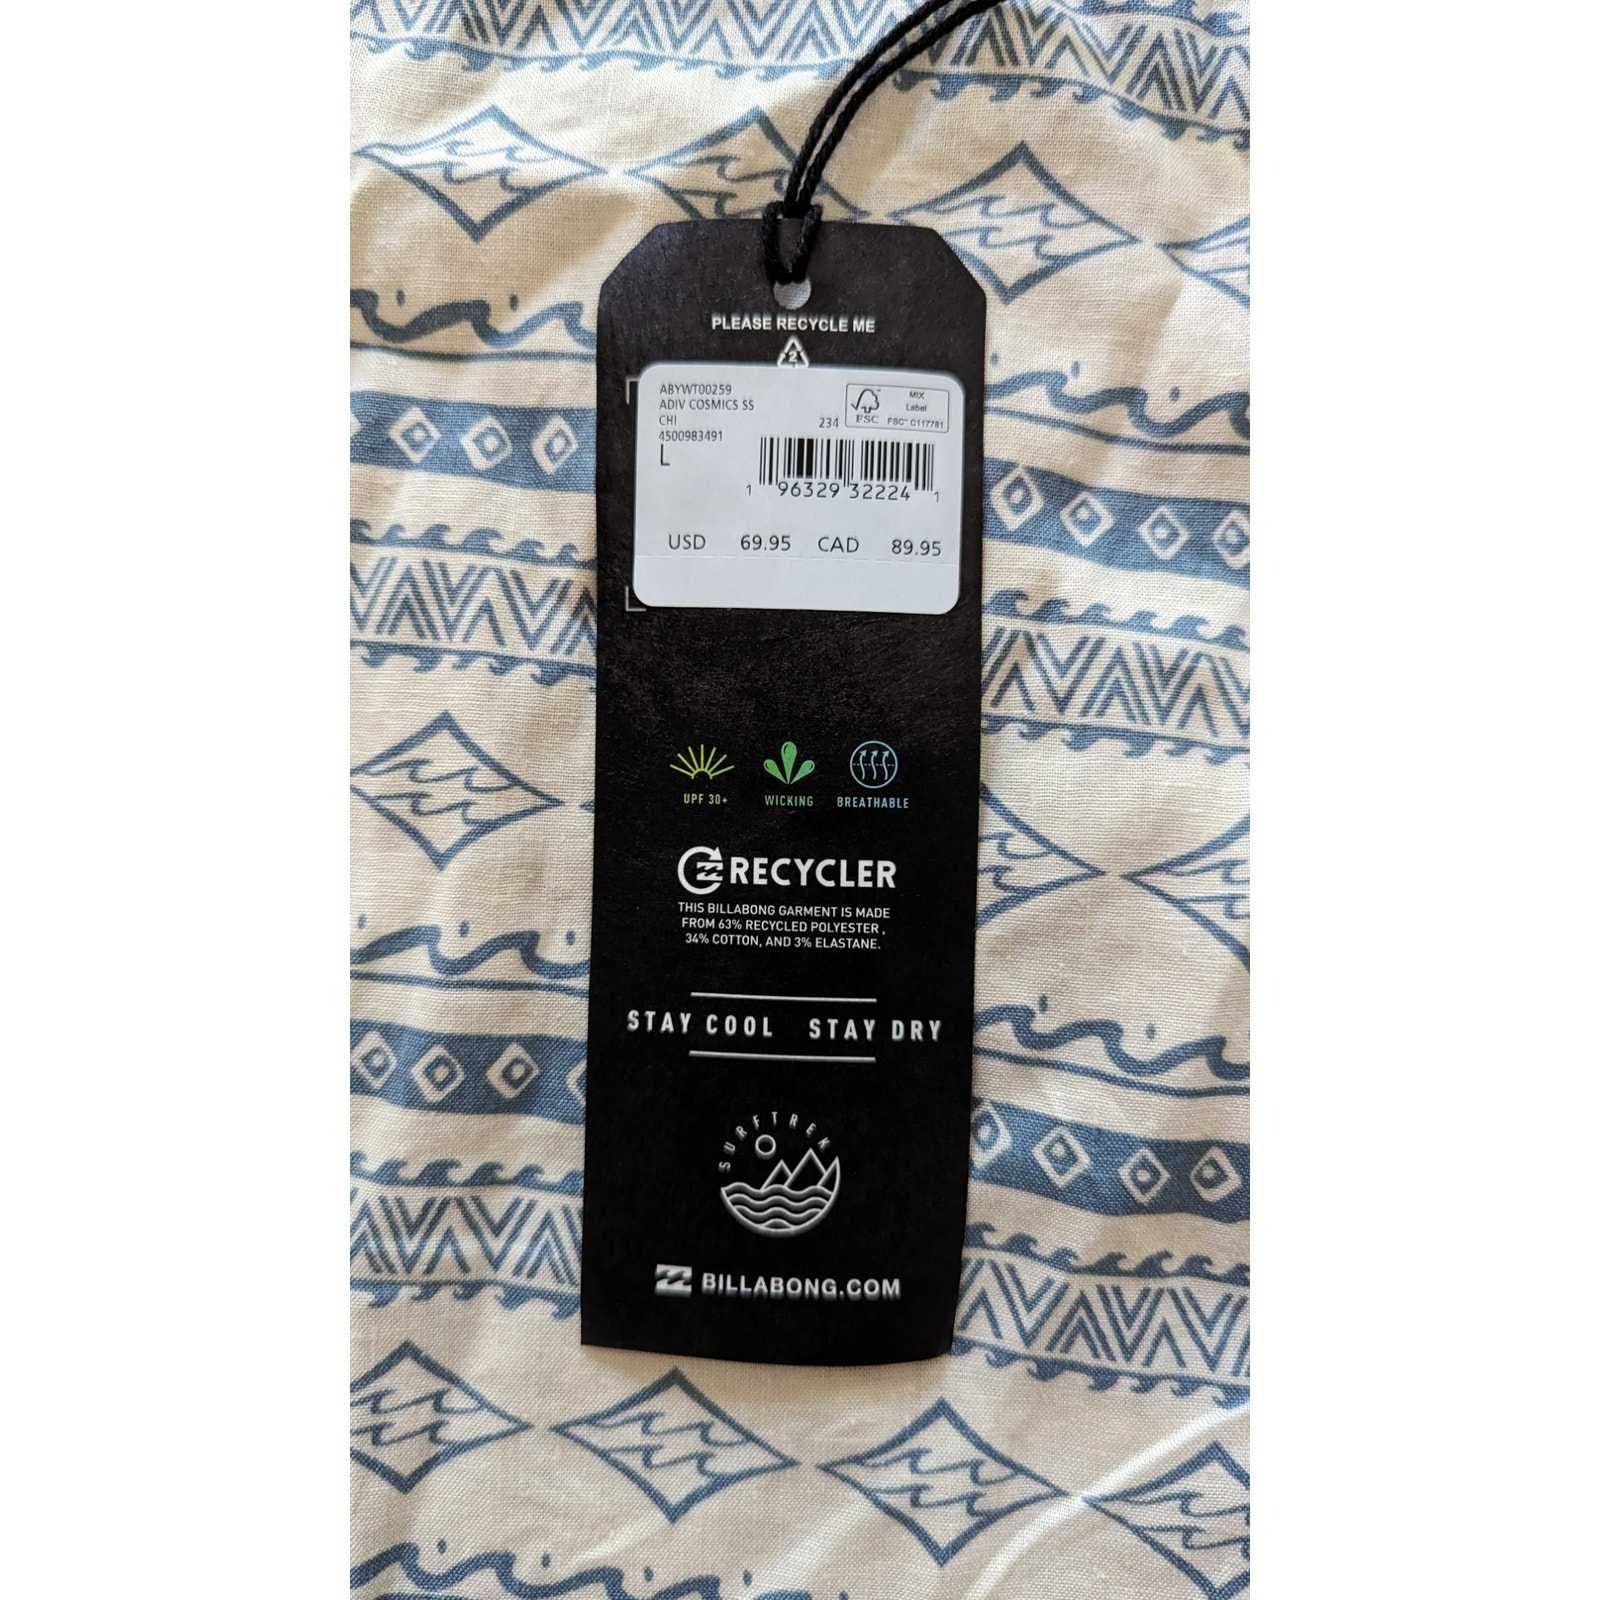 PLEASE RECYCLE ME
2
ABYWT00259
ADIV COSMICS SS
CHI
4500983491
L
234
FSC™
MIX
Label
FSC™ C117781
1 96329 32224 1
USD 69.95 CAD 89.95
UPF 30+ WICKING BREATHABLE
RECYCLER
THIS BILLABONG GARMENT IS MADE
FROM 63% RECYCLED POLYESTER ,
34% COTTON, AND 3% ELASTANE.
STAY COOL STAY DRY
SURFTREK
BILLABONG.COM